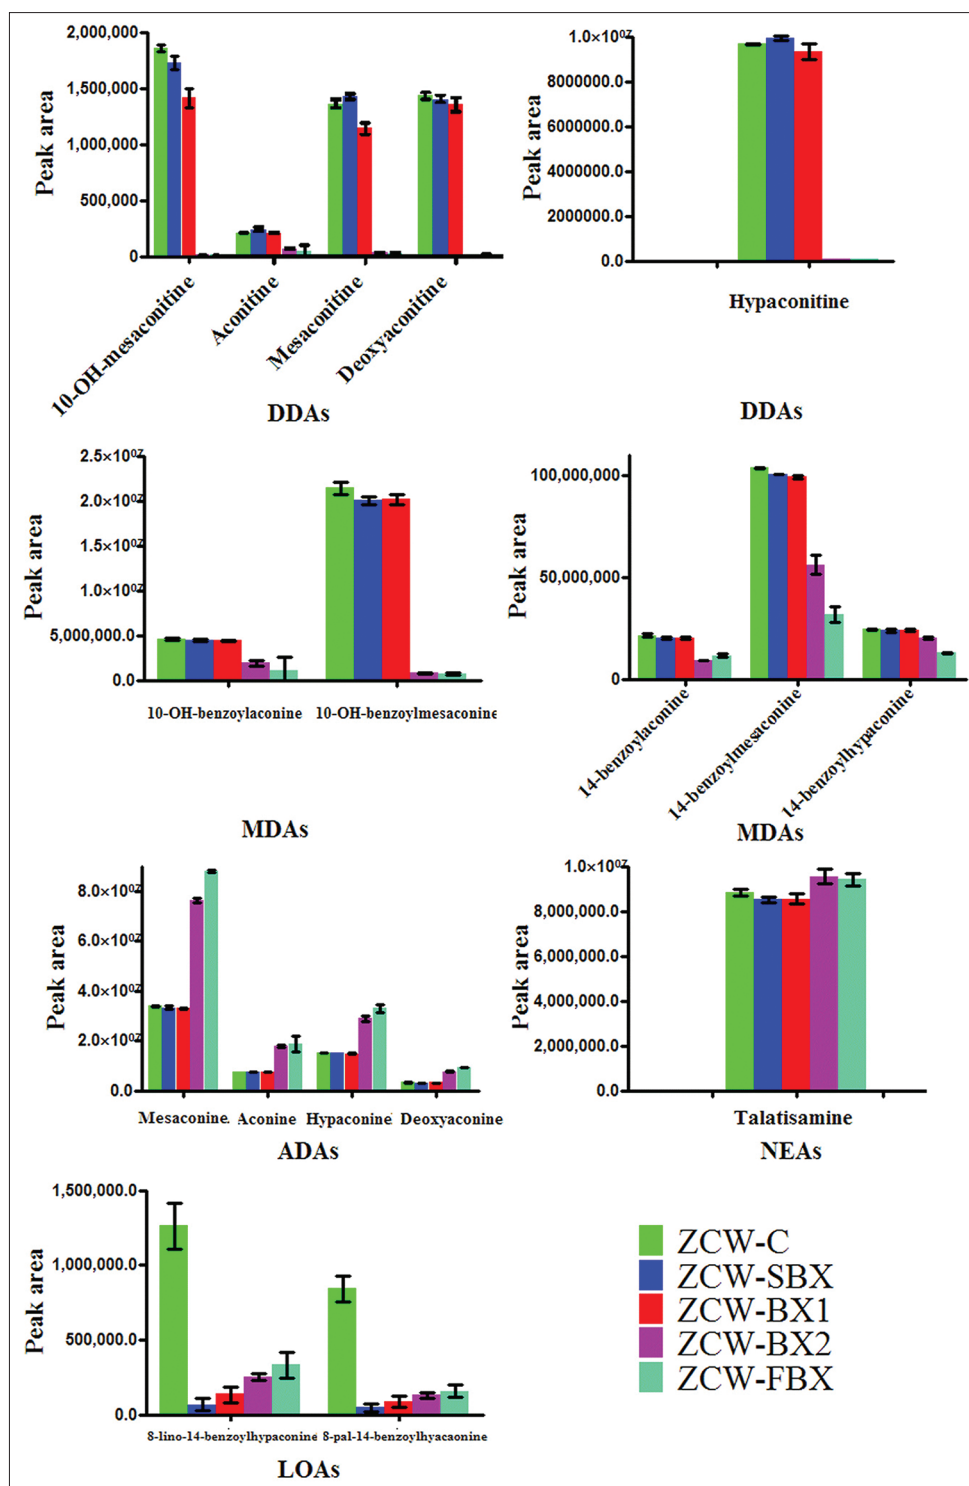 2,000,000
1,500,000
1,000,000
500,000
0
Peak area
10-OH-mesaconitine
Aconitine
Mesaconitine
Deoxyaconitine
DDAs
1.0×10⁰⁷
8000000.0
6000000.0
4000000.0
2000000.0
0.0
Peak area
Hypaconitine
DDAs
2.5×10⁰⁷
2.0×10⁰⁷
1.5×10⁰⁷
1.0×10⁰⁷
5,000,000.0
0.0
Peak area
10-OH-benzoylaconine
10-OH-benzoylmesaconine
MDAs
100,000,000
50,000,000
0
Peak area
14-benzoylaconine
14-benzoylmesaconine
14-benzoylhypaconine
MDAs
8.0×10⁰⁷
6.0×10⁰⁷
4.0×10⁰⁷
2.0×10⁰⁷
0.0
Peak area
Mesaconine.
Aconine
Hypaconine
Deoxyaconine
ADAs
1.0×10⁰⁷
8,000,000.0
6,000,000.0
4,000,000.0
2,000,000.0
0.0
Peak area
Talatisamine
NEAs
1,500,000.0
1,000,000.0
500,000.0
0.0
Peak area
8-lino-14-benzoylhypaconine
8-pal-14-benzoylhyacaonine
LOAs
ZCW-C
ZCW-SBX
ZCW-BX1
ZCW-BX2
ZCW-FBX